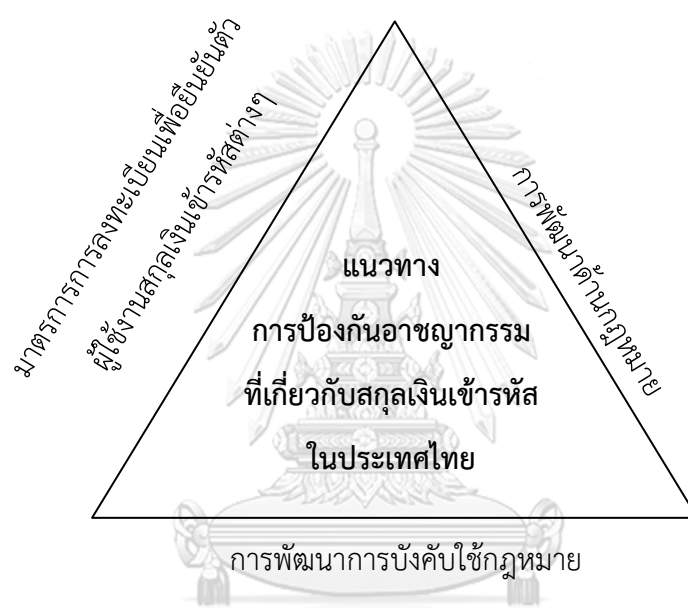 มาตรการการลงทะเบียนเพื่อยืนยันตัว
ผู้ใช้งานสกุลเงินเข้ารหัสต่างๆ
การพัฒนาด้านกฎหมาย
แนวทาง
การป้องกันอาชญากรรม
ที่เกี่ยวกับสกุลเงินเข้ารหัส
ในประเทศไทย
การพัฒนาการบังคับใช้กฎหมาย